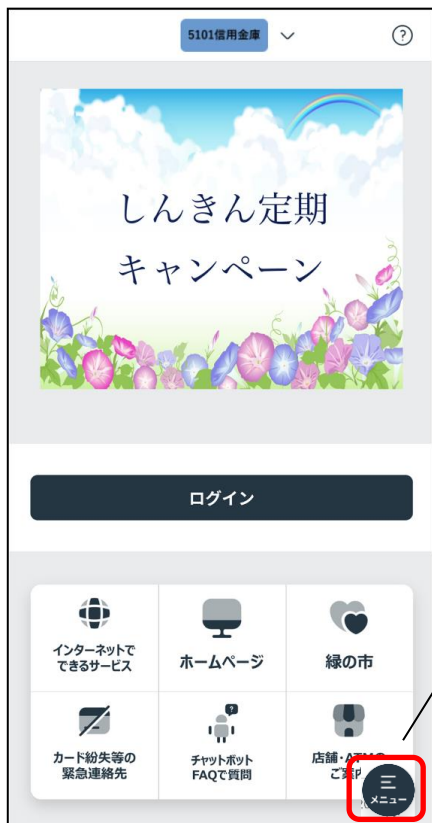 5101信用金庫
?
しんきん定期
キャンペーン
ログイン
インターネットで
できるサービス
ホームページ
緑の市
カード紛失等の
緊急連絡先
?
チャットボット
FAQで質問
店舗・ATMの
ご案内
メニュー